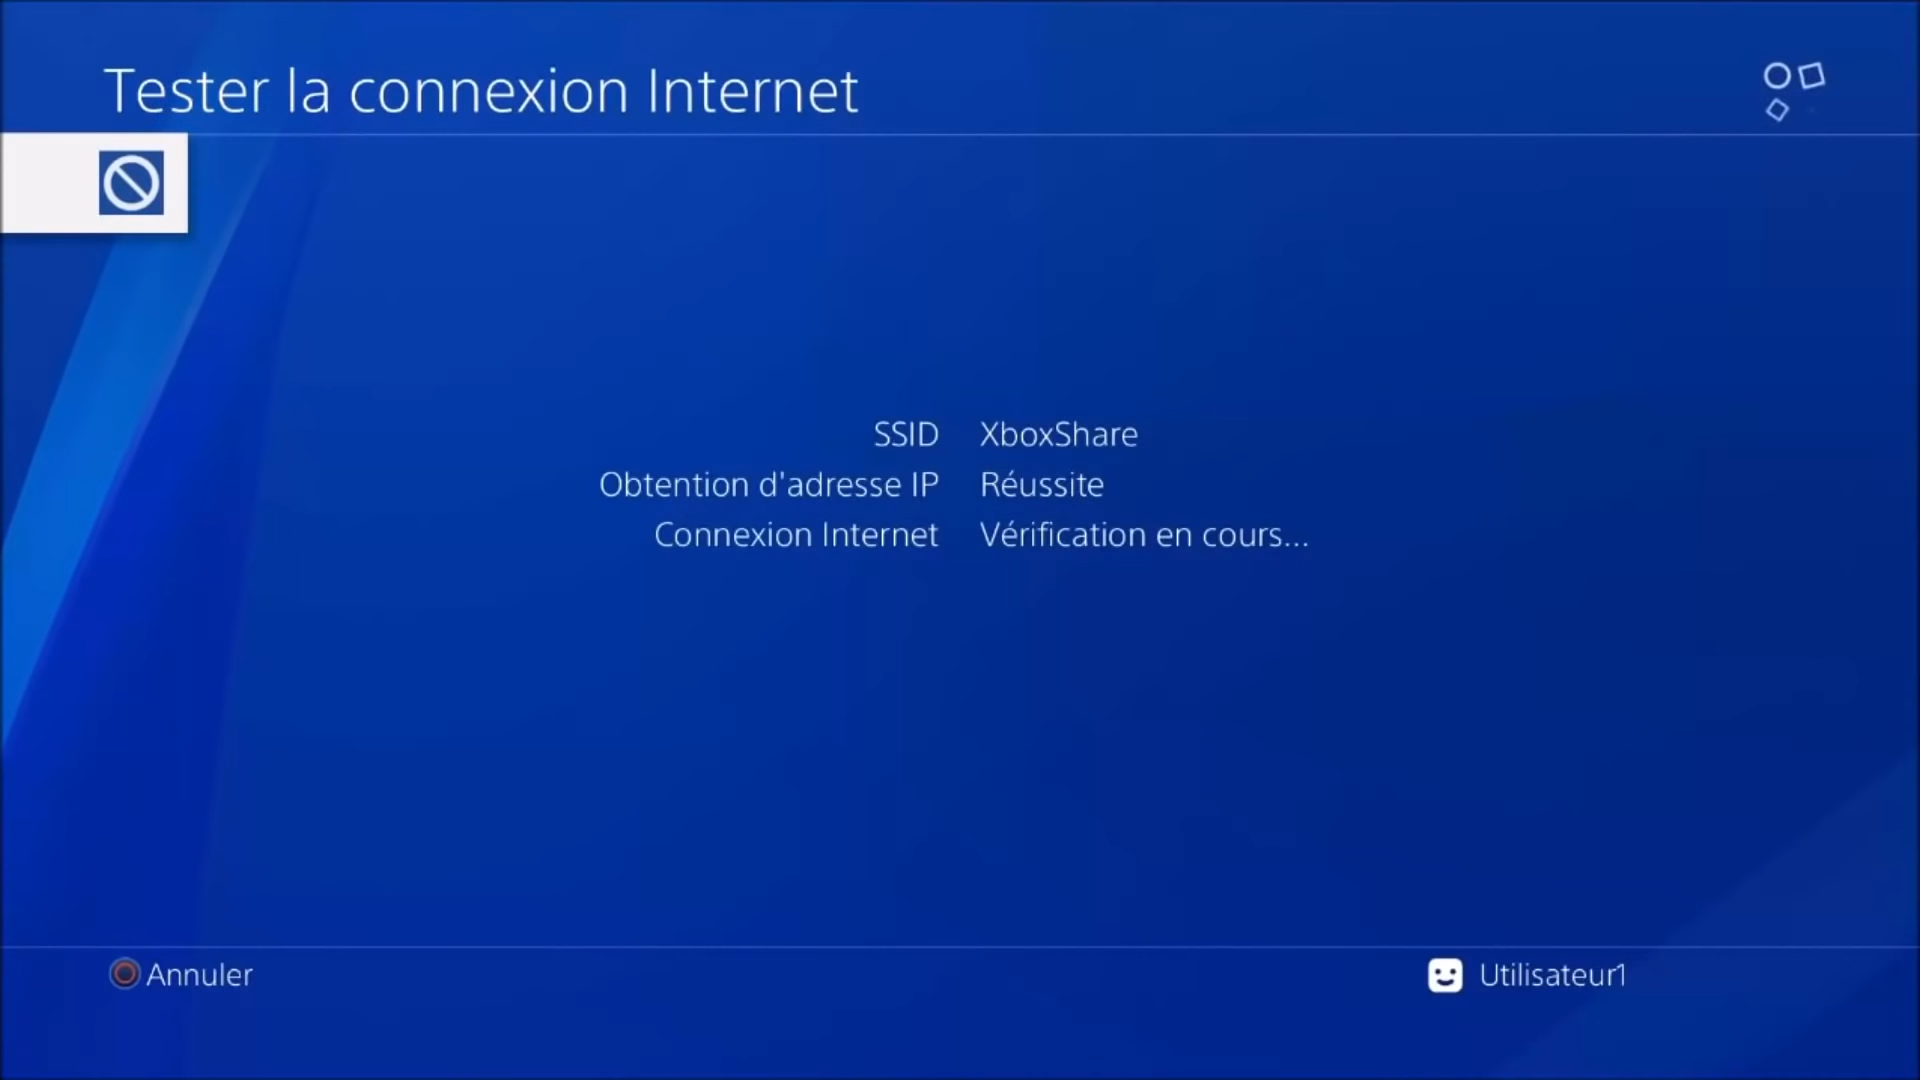 Tester la connexion Internet
SSID XboxShare
Obtention d'adresse IP Réussite
Connexion Internet Vérification en cours...
Annuler
Utilisateur1